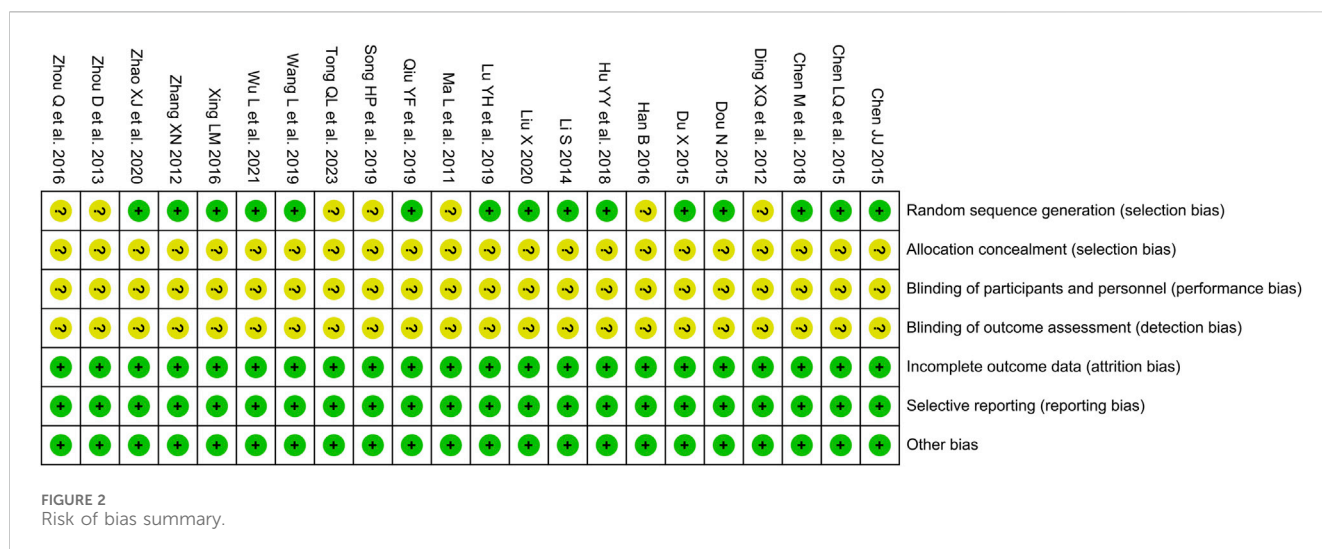 Zhou Q et al. 2016
Zhou D et al. 2013
Zhao XJ et al. 2020
Zhang XN 2012
Xing LM 2016
Wu L et al. 2021
Wang L et al. 2019
Tong QL et al. 2023
Song HP et al. 2019
Qiu YF et al. 2019
Ma L et al. 2011
Lu YH et al. 2019
Liu X 2020
Li S 2014
Hu YY et al. 2018
Han B 2016
Du X 2015
Dou N 2015
Ding XQ et al. 2012
Chen M et al. 2018
Chen LQ et al. 2015
Chen JJ 2015
? ? + + + + + ? ? + ? + + + + ? + + ? + + + Random sequence generation (selection bias)
? ? ? ? ? ? ? ? ? ? ? ? ? ? ? ? ? ? ? ? ? ? Allocation concealment (selection bias)
? ? ? ? ? ? ? ? ? ? ? ? ? ? ? ? ? ? ? ? ? ? Blinding of participants and personnel (performance bias)
? ? ? ? ? ? ? ? ? ? ? ? ? ? ? ? ? ? ? ? ? ? Blinding of outcome assessment (detection bias)
+ + + + + + + + + + + + + + + + + + + + + + Incomplete outcome data (attrition bias)
+ + + + + + + + + + + + + + + + + + + + + + Selective reporting (reporting bias)
+ + + + + + + + + + + + + + + + + + + + + + Other bias
FIGURE 2
Risk of bias summary.